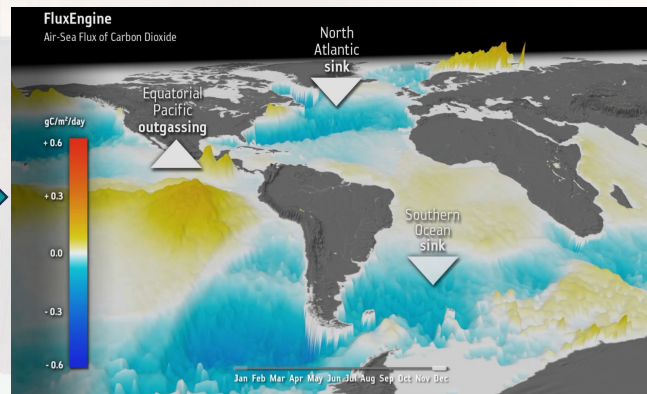 FluxEngine
Air-Sea Flux of Carbon Dioxide
North
Atlantic
sink
Equatorial
Pacific
outgassing
gC/m²/day
+ 0.6
+ 0.3
0.0
- 0.3
- 0.6
Southern
Ocean
sink
Jan Feb Mar Apr May Jun Jul Aug Sep Oct Nov Dec